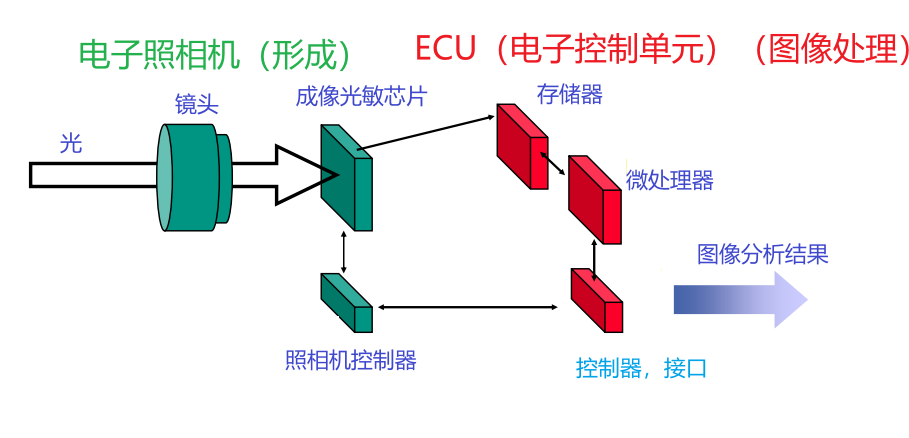 电子照相机（形成）
ECU（电子控制单元）（图像处理）
镜头
成像光敏芯片
存储器
光
微处理器
图像分析结果
照相机控制器
控制器，接口